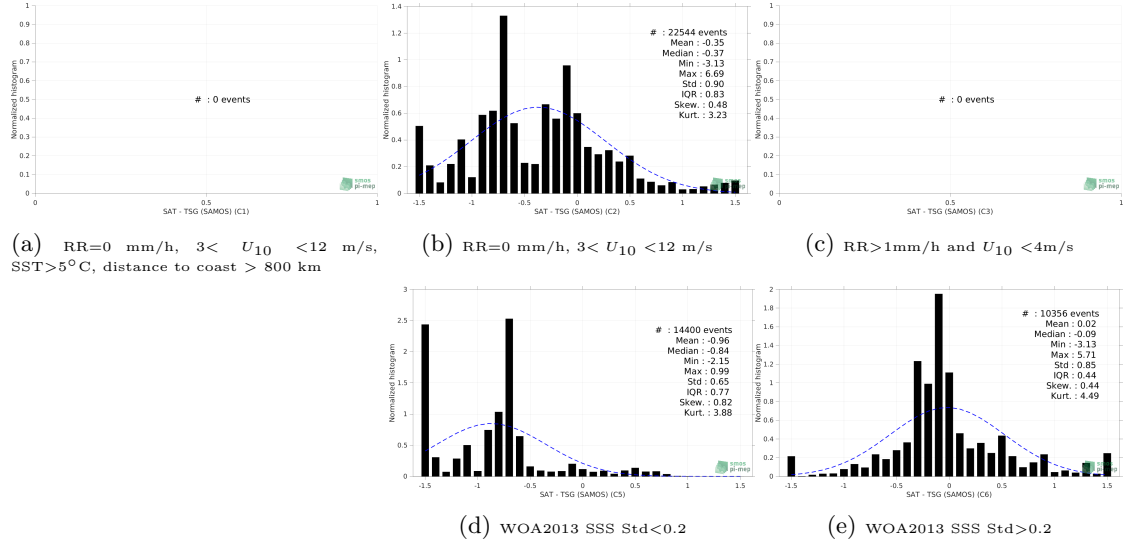 1
0.9
0.8
0.7
0.6
0.5
0.4
0.3
0.2
0.1
0
Normalized histogram
# : 0 events
smos
pi-mep
0 0.5 1
SAT - TSG (SAMOS) (C1)
(a) RR=0 mm/h, 3< U10 <12 m/s,
SST>5°C, distance to coast > 800 km
1.4
1.2
1
0.8
0.6
0.4
0.2
0
Normalized histogram
# : 22544 events
Mean : -0.35
Median : -0.37
Min : -3.13
Max : 6.69
Std : 0.90
IQR : 0.83
Skew. : 0.48
Kurt. : 3.23
smos
pi-mep
-1.5 -1 -0.5 0 0.5 1 1.5
SAT - TSG (SAMOS) (C2)
(b) RR=0 mm/h, 3< U10 <12 m/s
1
0.9
0.8
0.7
0.6
0.5
0.4
0.3
0.2
0.1
0
Normalized histogram
# : 0 events
smos
pi-mep
0 0.5 1
SAT - TSG (SAMOS) (C3)
(c) RR>1mm/h and U10 <4m/s
3
2.5
2
1.5
1
0.5
0
Normalized histogram
# : 14400 events
Mean : -0.96
Median : -0.84
Min : -2.15
Max : 0.99
Std : 0.65
IQR : 0.77
Skew. : 0.82
Kurt. : 3.88
smos
pi-mep
-1.5 -1 -0.5 0 0.5 1 1.5
SAT - TSG (SAMOS) (C5)
(d) WOA2013 SSS Std<0.2
2
1.8
1.6
1.4
1.2
1
0.8
0.6
0.4
0.2
0
Normalized histogram
# : 10356 events
Mean : 0.02
Median : -0.09
Min : -3.13
Max : 5.71
Std : 0.85
IQR : 0.44
Skew. : 0.44
Kurt. : 4.49
smos
pi-mep
-1.5 -1 -0.5 0 0.5 1 1.5
SAT - TSG (SAMOS) (C6)
(e) WOA2013 SSS Std>0.2